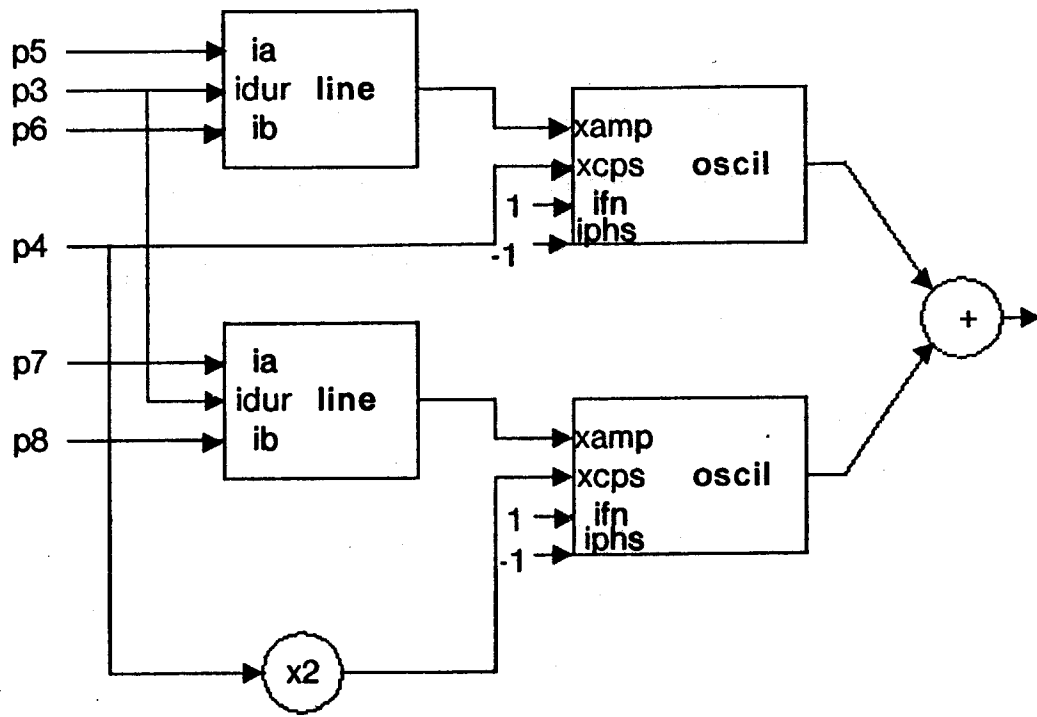 p5
ia
p3
idur line
p6
ib
xamp
xcps oscil
1
ifn
iphs
-1
p4
+
p7
ia
idur line
p8
ib
xamp
xcps oscil
1
ifn
iphs
-1
x2